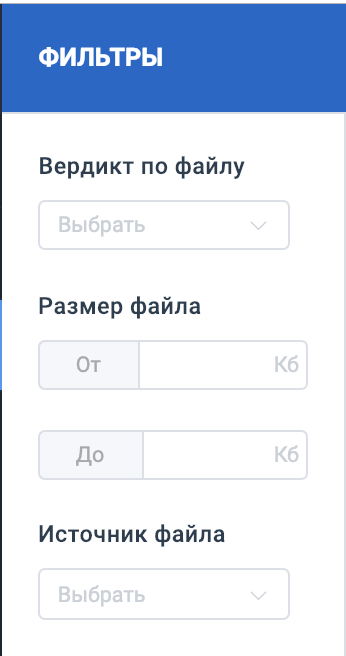 ФИЛЬТРЫ
Вердикт по файлу
Выбрать
Размер файла
От Кб
До Кб
Источник файла
Выбрать